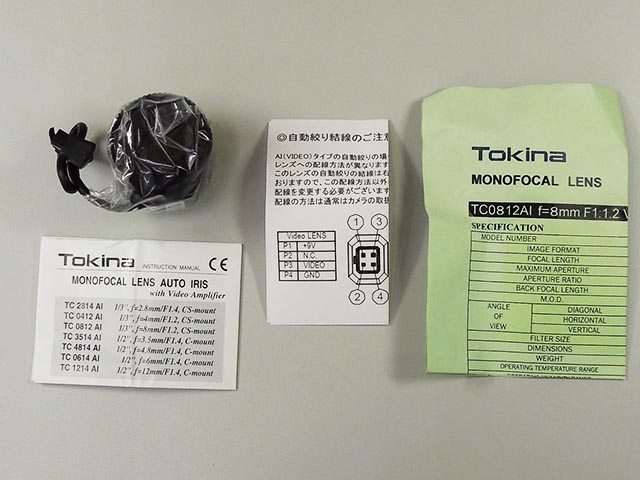 Tokina INSTRUCTION MANUAL CE
MONOFOCAL LENS AUTO IRIS
with Video Amplifier
TC 2814 AI 1/3", f=2.8mm/F1.4, CS-mount
TC 0412 AI 1/3", f=4mm/F1.2, CS-mount
TC 0812 AI 1/3", f=8mm/F1.2, CS-mount
TC 3514 AI 1/2", f=3.5mm/F1.4, C-mount
TC 4814 AI 1/2", f=4.8mm/F1.4, C-mount
TC 0614 AI 1/2", f=6mm/F1.4, C-mount
TC 1214 AI 1/2", f=12mm/F1.4, C-mount
◎自動絞り結線のご注意
AI(VIDEO)タイプの自動絞りの場
レンズへの配線方法が異なります
このレンズの自動絞りの結線は右
おりますので、この配線以外
配線を変更する必要がござい
配線の方法は通常はカメラの取扱
Video LENS
P1 +9V
P2 N.C.
P3 VIDEO
P4 GND
1 3
2 4
Tokina
MONOFOCAL LENS
TC0812AI f=8mm F1:1.2
SPECIFICATION
MODEL NUMBER
IMAGE FORMAT
FOCAL LENGTH
MAXIMUM APERTURE
APERTURE RATIO
BACK FOCAL LENGTH
M.O.D.
ANGLE OF VIEW
DIAGONAL
HORIZONTAL
VERTICAL
FILTER SIZE
DIMENSIONS
WEIGHT
OPERATING TEMPERATURE RANGE